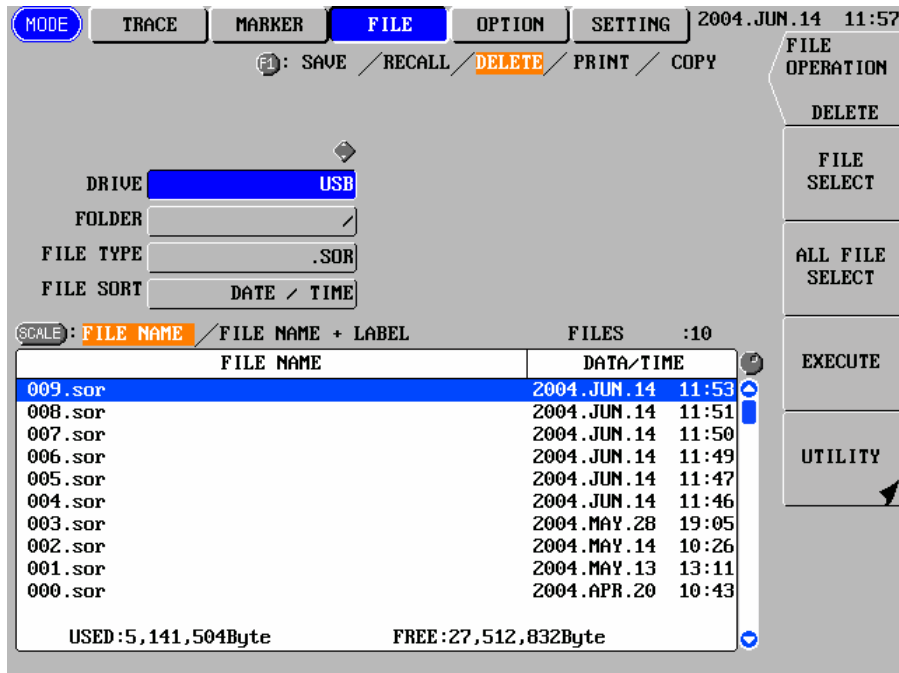 MODE TRACE MARKER FILE OPTION SETTING 2004.JUN.14 11:57
F1: SAVE / RECALL / DELETE / PRINT / COPY
FILE
OPERATION
DELETE
FILE
SELECT
ALL FILE
SELECT
EXECUTE
UTILITY
DRIVE USB
FOLDER /
FILE TYPE .SOR
FILE SORT DATE / TIME
SCALE: FILE NAME / FILE NAME + LABEL FILES :10
FILE NAME DATA/TIME
009.sor 2004.JUN.14 11:53
008.sor 2004.JUN.14 11:51
007.sor 2004.JUN.14 11:50
006.sor 2004.JUN.14 11:49
005.sor 2004.JUN.14 11:47
004.sor 2004.JUN.14 11:46
003.sor 2004.MAY.28 19:05
002.sor 2004.MAY.14 10:26
001.sor 2004.MAY.13 13:11
000.sor 2004.APR.20 10:43
USED:5,141,504Byte FREE:27,512,832Byte